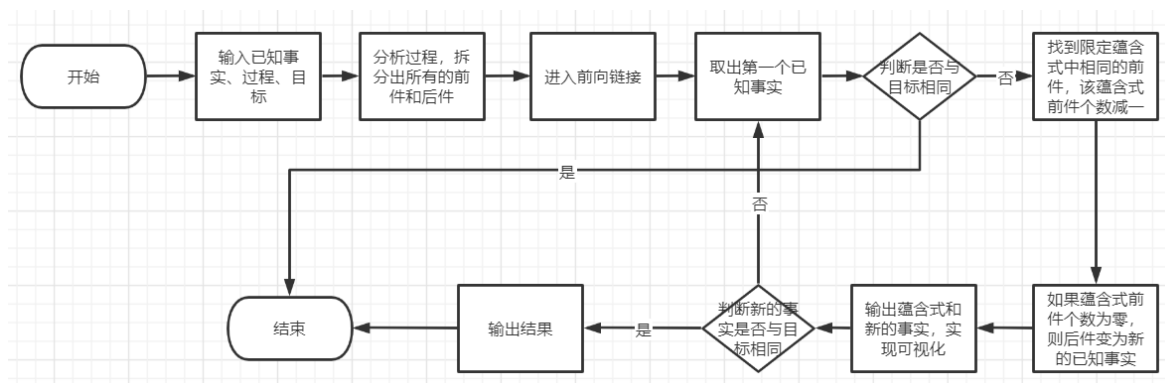 开始
输入已知事
实、过程、目
标
分析过程，拆
分出所有的前
件和后件
进入前向链接
取出第一个已
知事实
判断是否与
目标相同
否
找到限定蕴含
式中相同的前
件，该蕴含式
前件个数减一
是
否
结束
输出结果
是
判断新的事
实是否与目
标相同
输出蕴含式和
新的事实，实
现可视化
如果蕴含式前
件个数为零，
则后件变为新
的已知事实